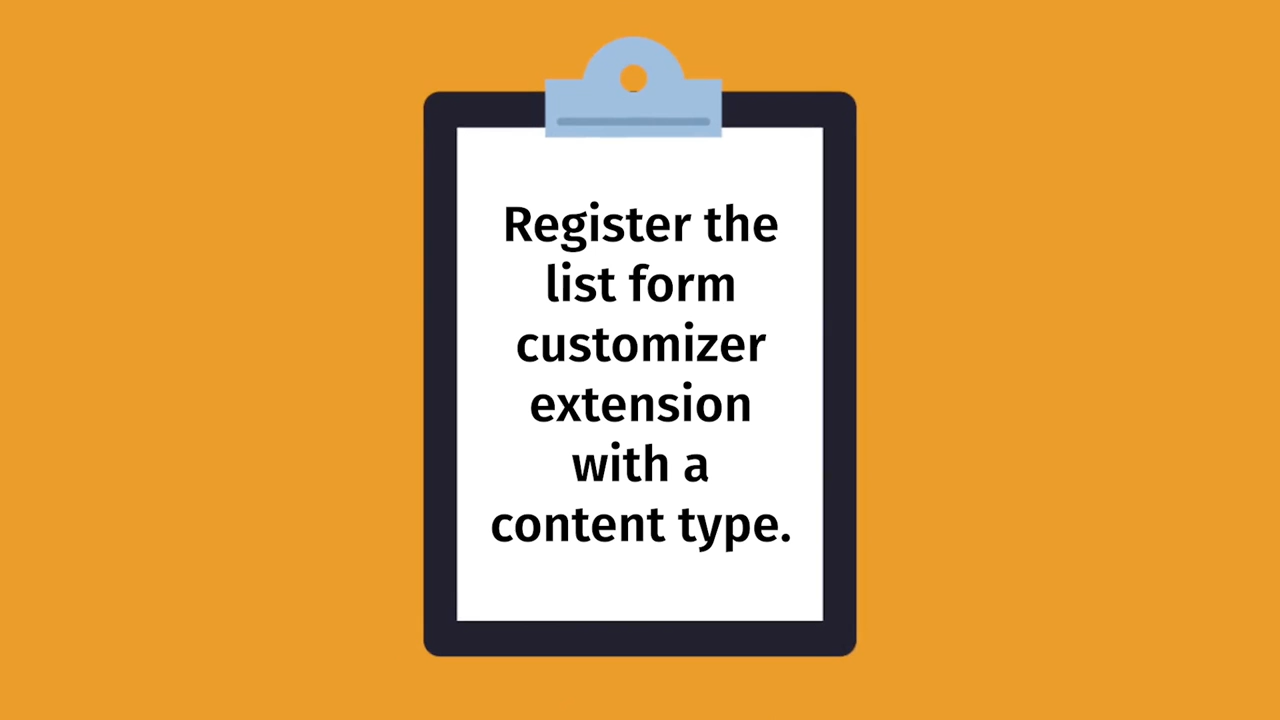 Register the
list form
customizer
extension
with a
content type.